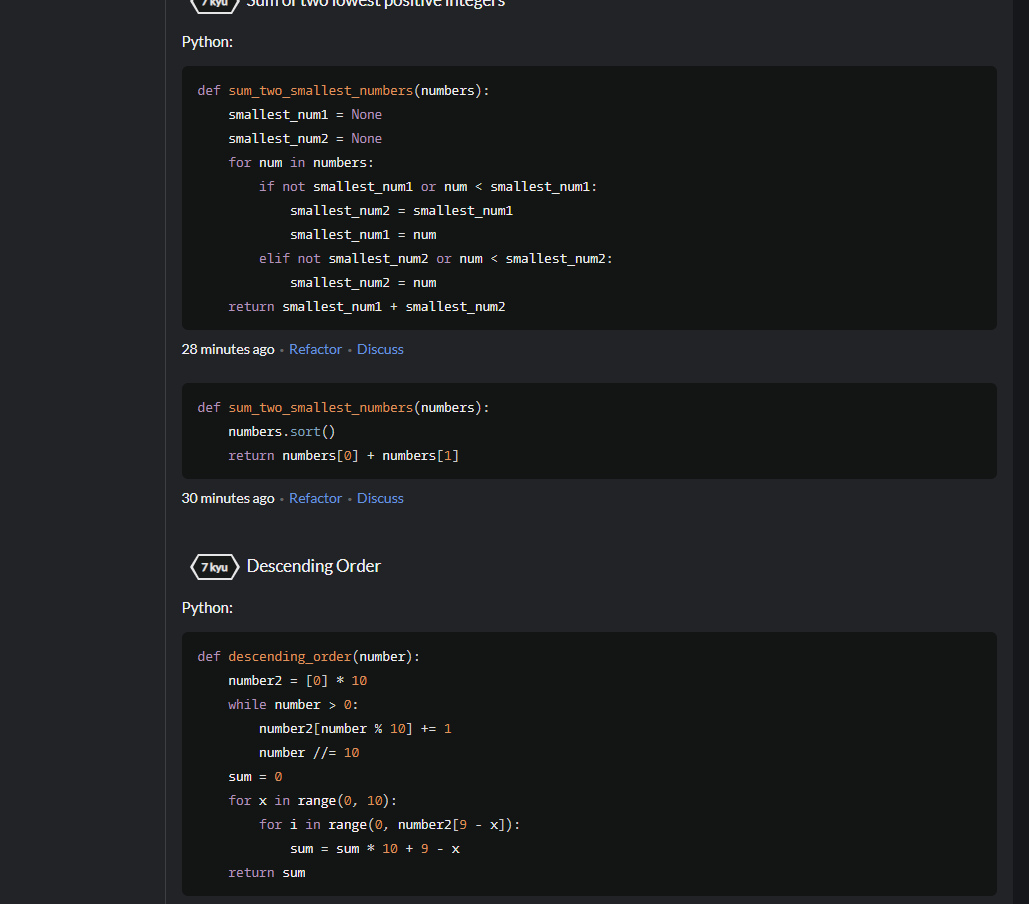 7 kyu Sum of two lowest positive integers
Python:
def sum_two_smallest_numbers(numbers):
    smallest_num1 = None
    smallest_num2 = None
    for num in numbers:
        if not smallest_num1 or num < smallest_num1:
            smallest_num2 = smallest_num1
            smallest_num1 = num
        elif not smallest_num2 or num < smallest_num2:
            smallest_num2 = num
    return smallest_num1 + smallest_num2
28 minutes ago • Refactor • Discuss
def sum_two_smallest_numbers(numbers):
    numbers.sort()
    return numbers[0] + numbers[1]
30 minutes ago • Refactor • Discuss
7 kyu Descending Order
Python:
def descending_order(number):
    number2 = [0] * 10
    while number > 0:
        number2[number % 10] += 1
        number //= 10
    sum = 0
    for x in range(0, 10):
        for i in range(0, number2[9 - x]):
            sum = sum * 10 + 9 - x
    return sum